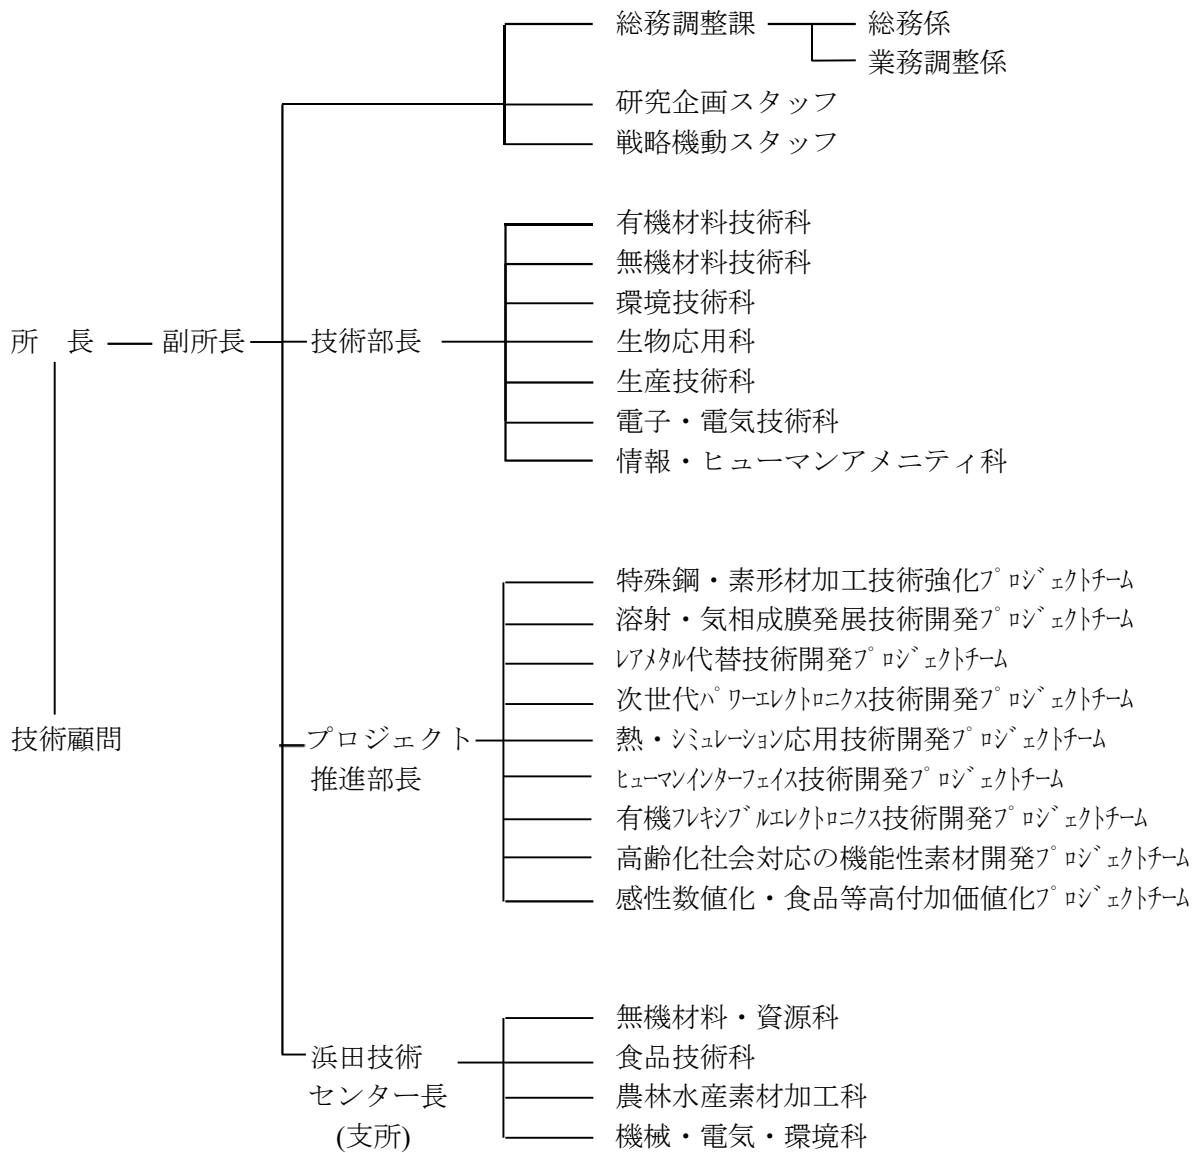 総務調整課 総務係
業務調整係
研究企画スタッフ
戦略機動スタッフ
有機材料技術科
無機材料技術科
環境技術科
所　長 副所長 技術部長 生物応用科
生産技術科
電子・電気技術科
情報・ヒューマンアメニティ科
特殊鋼・素形材加工技術強化ﾌﾟﾛｼﾞｪｸﾄﾁｰﾑ
溶射・気相成膜発展技術開発ﾌﾟﾛｼﾞｪｸﾄﾁｰﾑ
ﾚｱﾒﾀﾙ代替技術開発ﾌﾟﾛｼﾞｪｸﾄﾁｰﾑ
次世代ﾊﾟﾜｰｴﾚｸﾄﾛﾆｸｽ技術開発ﾌﾟﾛｼﾞｪｸﾄﾁｰﾑ
技術顧問 プロジェクト 熱・ｼﾐｭﾚｰｼｮﾝ応用技術開発ﾌﾟﾛｼﾞｪｸﾄﾁｰﾑ
推進部長 ﾋｭｰﾏﾝｲﾝﾀｰﾌｪｲｽ技術開発ﾌﾟﾛｼﾞｪｸﾄﾁｰﾑ
有機ﾌﾚｷｼﾌﾞﾙｴﾚｸﾄﾛﾆｸｽ技術開発ﾌﾟﾛｼﾞｪｸﾄﾁｰﾑ
高齢化社会対応の機能性素材開発ﾌﾟﾛｼﾞｪｸﾄﾁｰﾑ
感性数値化・食品等高付加価値化ﾌﾟﾛｼﾞｪｸﾄﾁｰﾑ
無機材料・資源科
浜田技術 食品技術科
センター長 農林水産素材加工科
(支所) 機械・電気・環境科